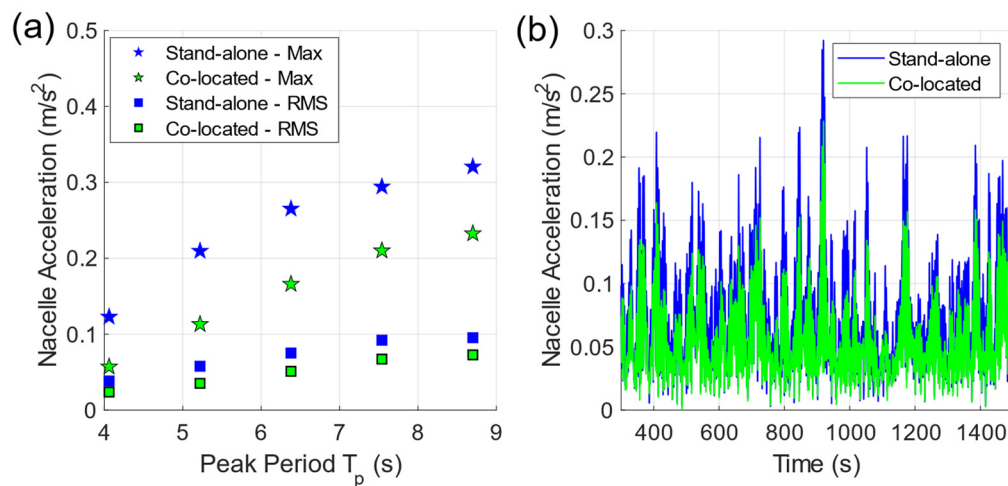 (a)
Nacelle Acceleration (m/s²)
0.5
0.4
0.3
0.2
0.1
0
Stand-alone - Max
Co-located - Max
Stand-alone - RMS
Co-located - RMS
4 5 6 7 8 9
Peak Period Tp (s)
(b)
Nacelle Acceleration (m/s²)
0.3
0.25
0.2
0.15
0.1
0.05
0
Stand-alone
Co-located
400 600 800 1000 1200 1400
Time (s)